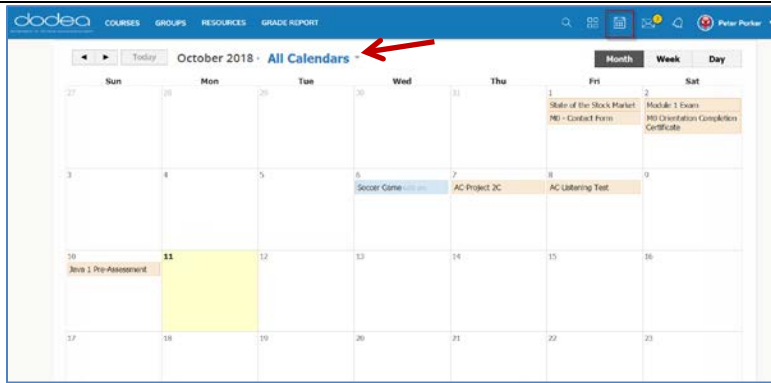 dodea COURSES GROUPS RESOURCES GRADE REPORT Peter Parker
Today October 2018 · All Calendars Month Week Day
Sun Mon Tue Wed Thu Fri Sat
27 28 29 30 31 1 2
State of the Stock Market Module 1 Exam
M0 - Contact Form M0 Orientation Completion
Certificate
3 4 5 6 7 8 9
Soccer Game AC-Project 2C AC-Listening Test
10 11 12 13 14 15 16
Java 1 Pre-Assessment
17 18 19 20 21 22 23